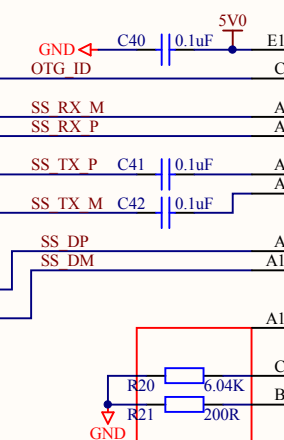 5V0
GND C40 0.1uF E1
OTG_ID C
SS_RX_M A
SS_RX_P A
SS_TX_P C41 0.1uF A
A
SS_TX_M C42 0.1uF
SS_DP A
SS_DM A1
A1
C
R20 6.04K
B
R21 200R
GND